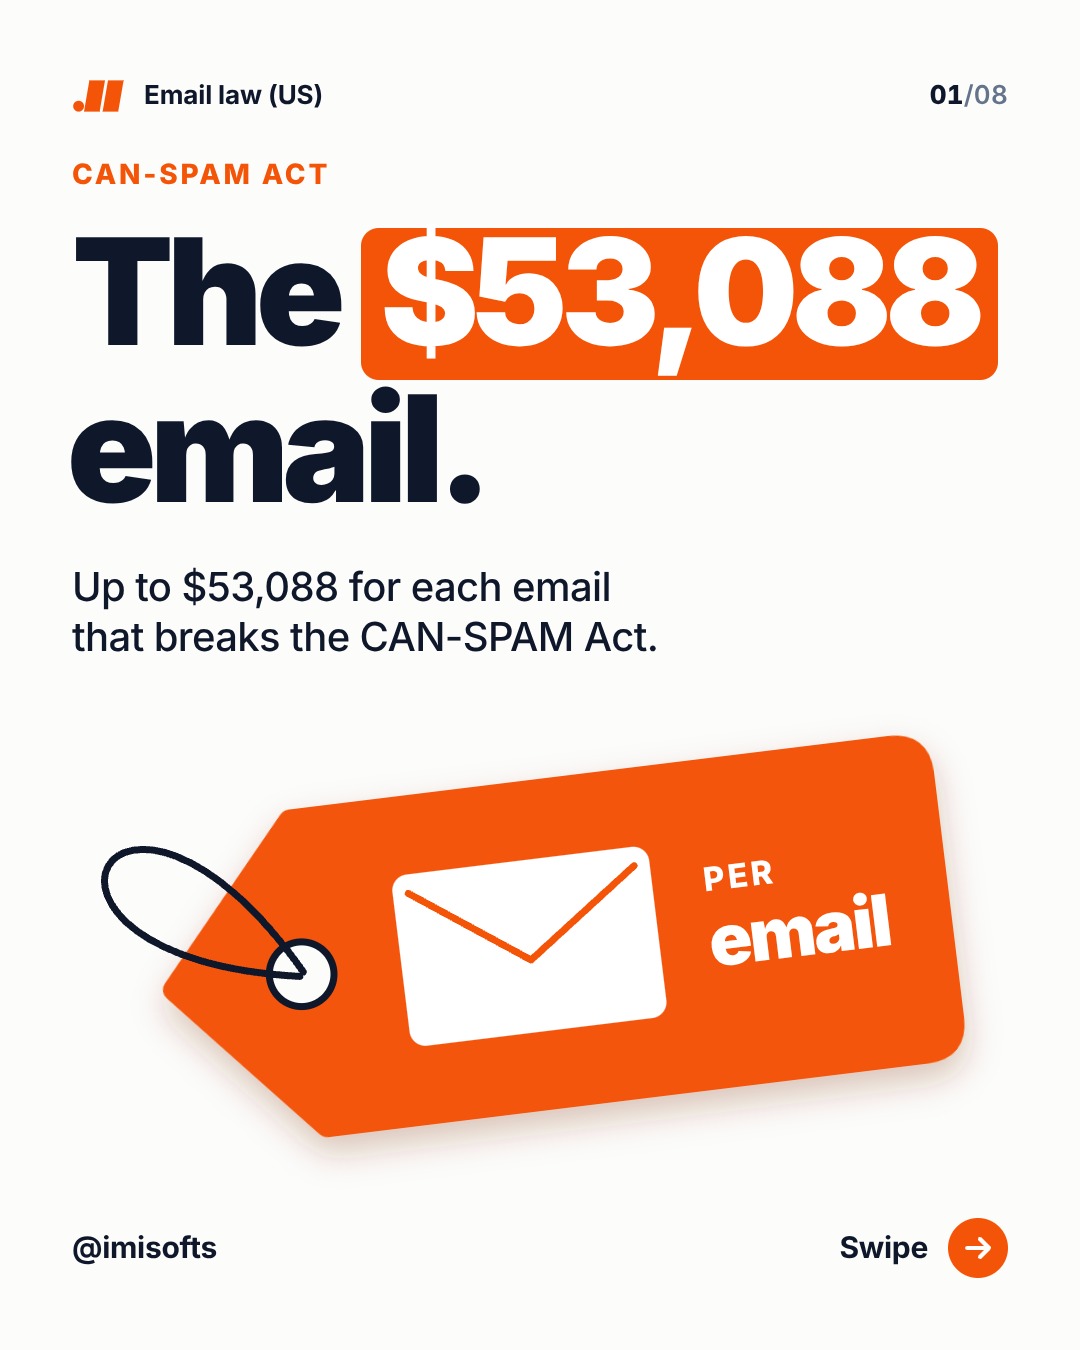 Email law (US)
01/08
CAN-SPAM ACT
The $53,088
email.
Up to $53,088 for each email
that breaks the CAN-SPAM Act.
PER
email
@imisofts
Swipe